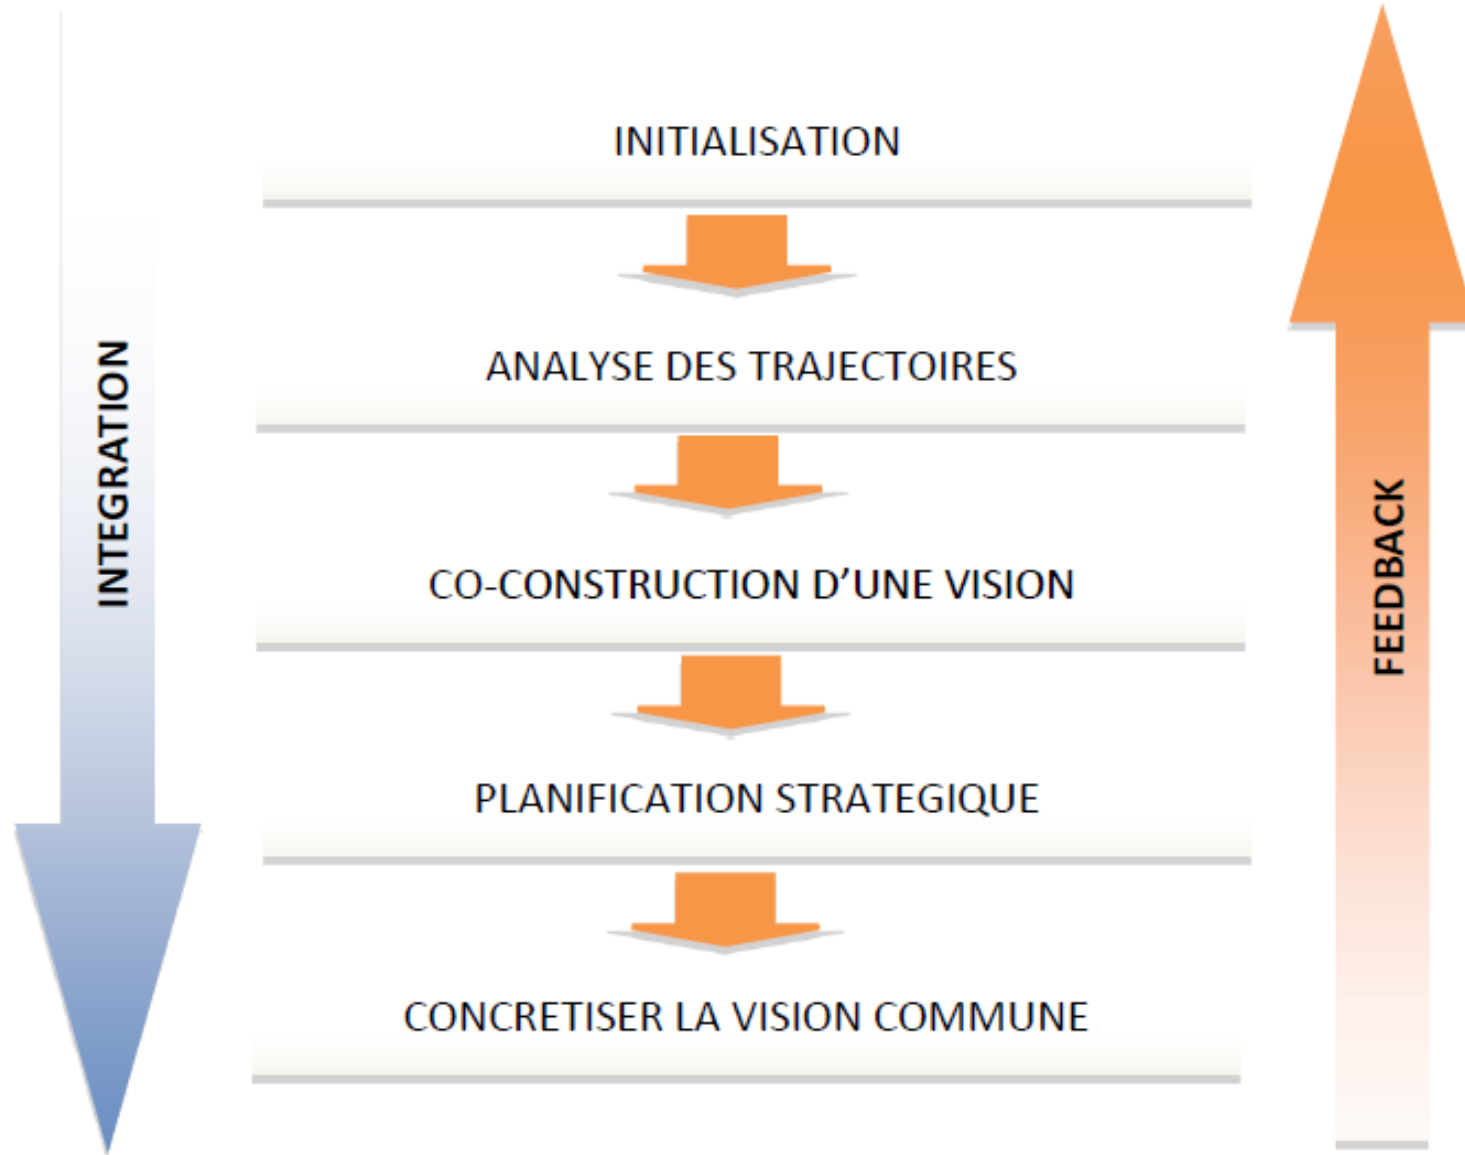 INITIALISATION
ANALYSE DES TRAJECTOIRES
CO-CONSTRUCTION D’UNE VISION
PLANIFICATION STRATEGIQUE
CONCRETISER LA VISION COMMUNE
INTEGRATION
FEEDBACK